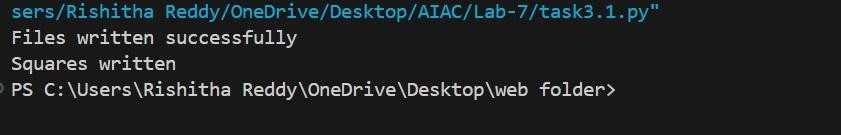 sers/Rishitha Reddy/OneDrive/Desktop/AIAC/Lab-7/task3.1.py"
Files written successfully
Squares written
PS C:\Users\Rishitha Reddy\OneDrive\Desktop\web folder>